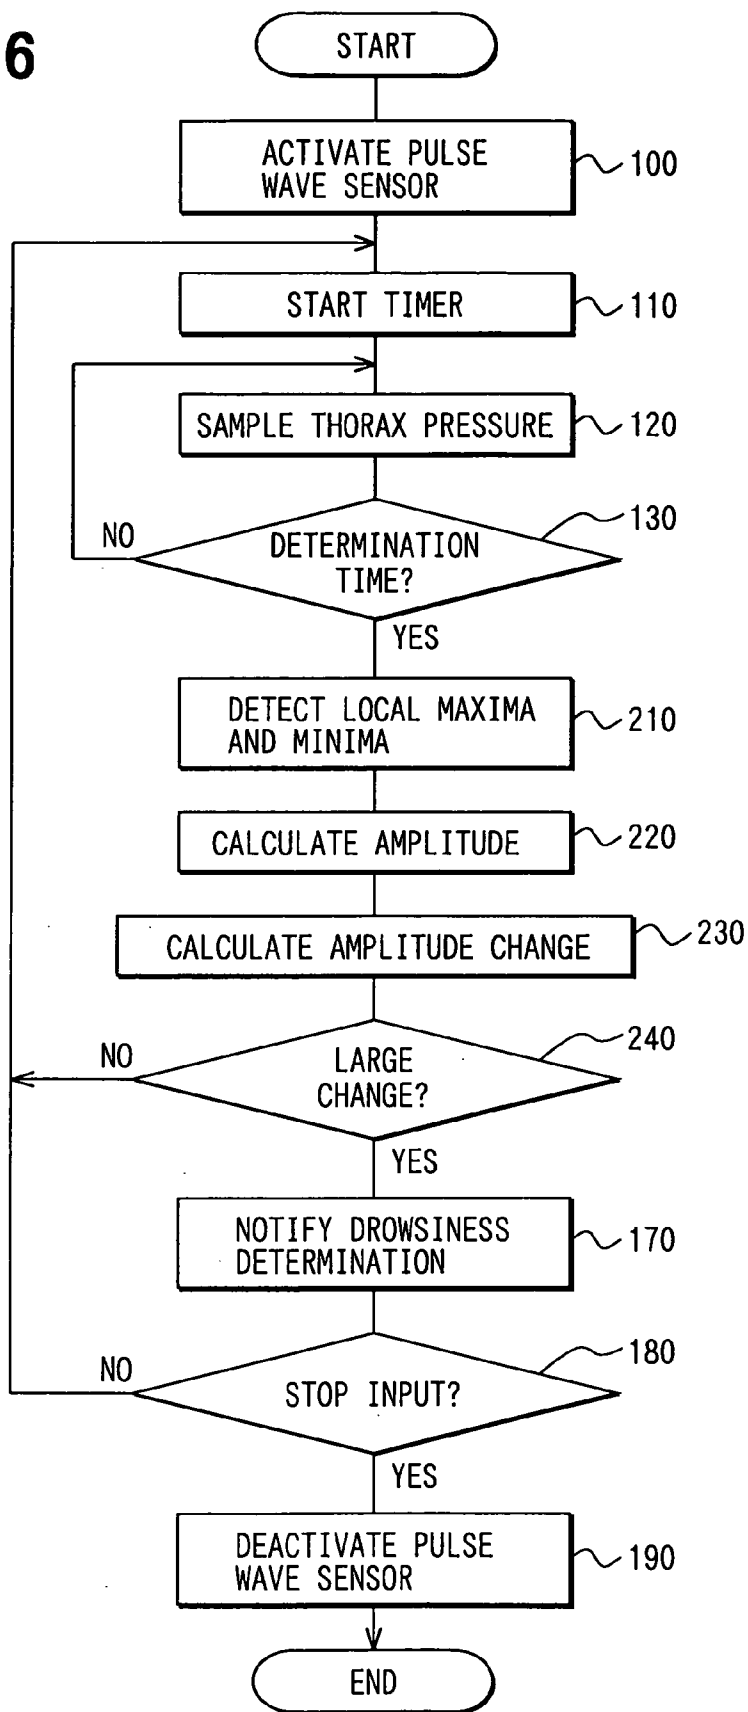 6
START
ACTIVATE PULSE
WAVE SENSOR
100
START TIMER
110
SAMPLE THORAX PRESSURE
120
130
NO
DETERMINATION
TIME?
YES
DETECT LOCAL MAXIMA
AND MINIMA
210
CALCULATE AMPLITUDE
220
CALCULATE AMPLITUDE CHANGE
230
240
NO
LARGE
CHANGE?
YES
NOTIFY DROWSINESS
DETERMINATION
170
180
NO
STOP INPUT?
YES
DEACTIVATE PULSE
WAVE SENSOR
190
END